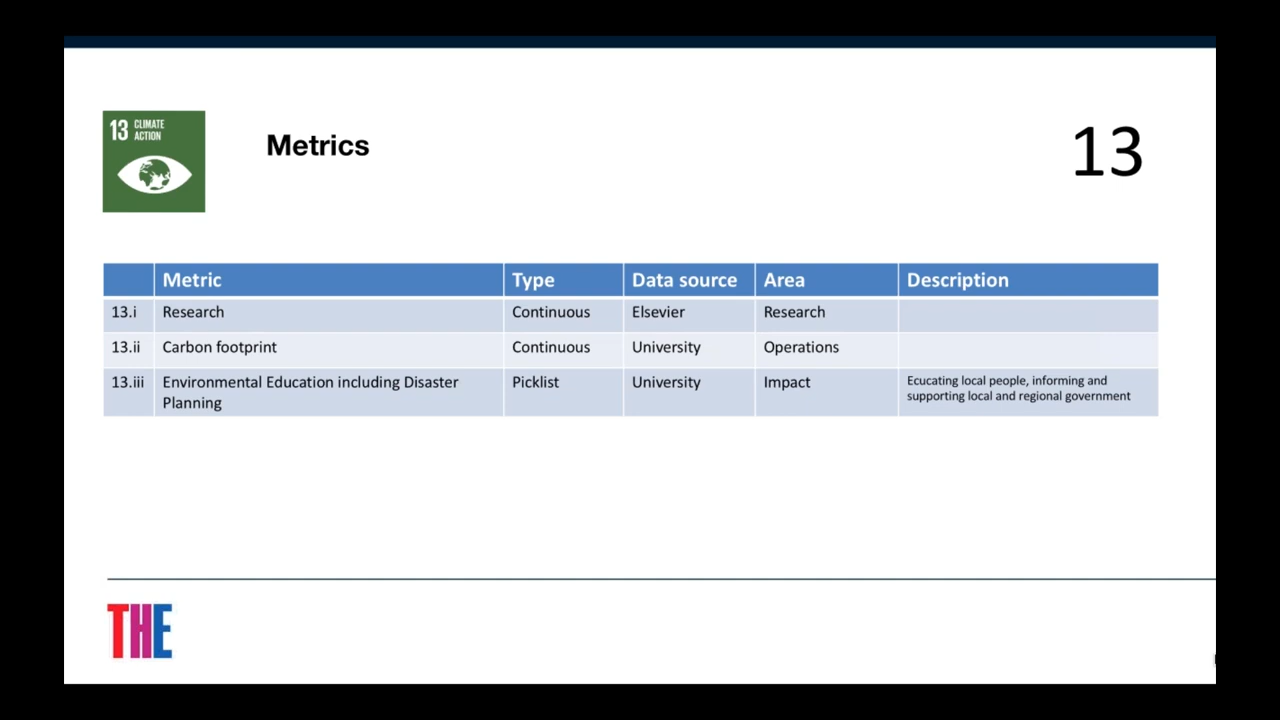 13 CLIMATE
ACTION
Metrics
13
Metric Type Data source Area Description
13.i Research Continuous Elsevier Research
13.ii Carbon footprint Continuous University Operations
13.iii Environmental Education including Disaster Picklist University Impact Ecucating local people, informing and
Planning supporting local and regional government
THE